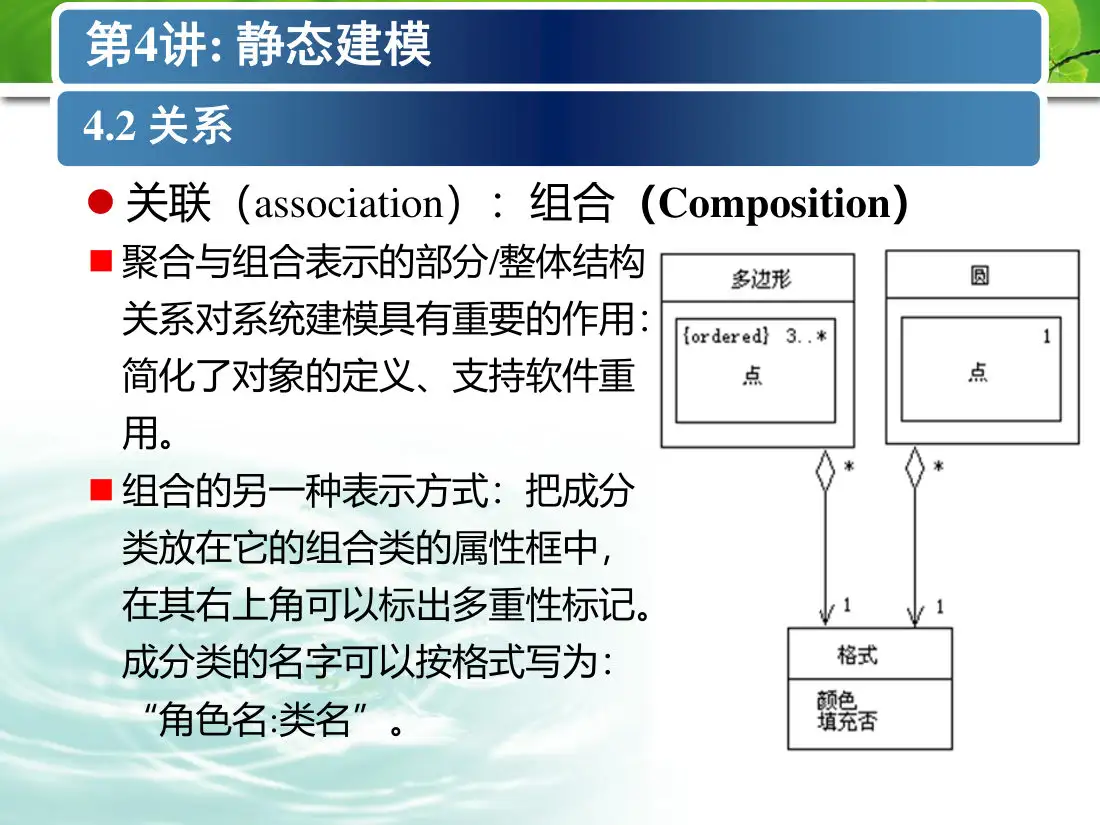 第4讲: 静态建模
4.2 关系
关联（association）：组合（Composition）
聚合与组合表示的部分/整体结构
关系对系统建模具有重要的作用：
简化了对象的定义、支持软件重
用。
组合的另一种表示方式：把成分
类放在它的组合类的属性框中，
在其右上角可以标出多重性标记。
成分类的名字可以按格式写为：
“角色名:类名”。
多边形
{ordered} 3..*
点
圆
1
点
*
*
1
1
格式
颜色
填充否